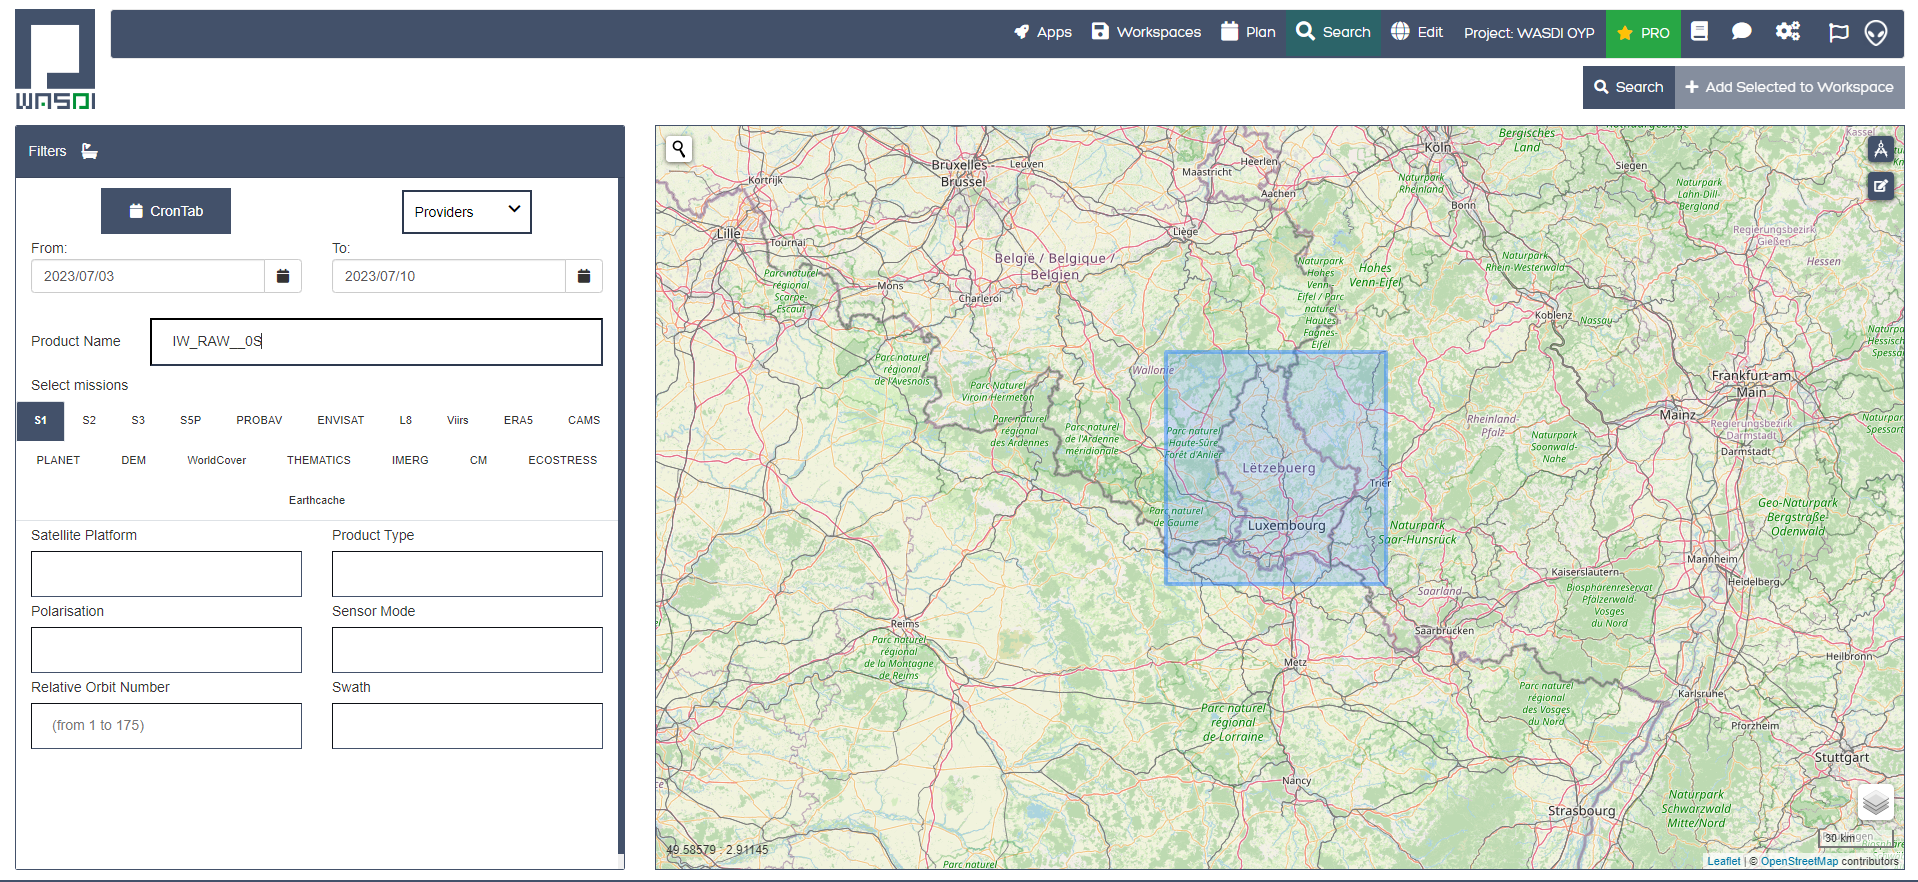 Apps
Workspaces
Plan
Search
Edit
Project: WASDI OYP
PRO
WASDI
Search
Add Selected to Workspace
Filters
CronTab
Providers
From:
To:
2023/07/03
2023/07/10
Product Name
IW_RAW__0S
Select missions
S1 S2 S3 S5P PROBAV ENVISAT L8 Viirs ERA5 CAMS
PLANET DEM WorldCover THEMATICS IMERG CM ECOSTRESS
Earthcache
Satellite Platform
Product Type
Polarisation
Sensor Mode
Relative Orbit Number
Swath
(from 1 to 175)
Kortrijk
Bruxelles-
Brussel
Leuven
Maastricht
Heerlen
Aachen
Köln
Bergisches
Land
Siegen
Kassel
Naturpark
Rheinland
Bonn
Naturpark
Lahn-Dill-
Bergland
Regierungsbezirk
Gießen
Hessen
Lille
Tournai
Liège
België / Belgique /
Belgien
Mons
Charleroi
Parc naturel
régional
Scarpe-
Escaut
Naturpark
Hohes
Venn-
Eifel / Parc
naturel
Hautes
Fagnes-
Eifel
Hohes
Venn-Eifel
Naturpark
Rhein-Westerwald
Koblenz
Nassau
Parc naturel
régional
de l'Avesnois
Wallonie
Parc Naturel
Viroin Hermeton
Parc naturel
régional
des Ardennes
Parc naturel
de l'Ardenne
méridionale
Parc naturel
Haute-Sûre
Forêt d'Anlier
Lëtzebuerg
Trier
Parc naturel
de Gaume
Luxembourg
Naturpark
Saar-Hunsrück
Rheinland-
Pfalz
Naturpark
Soonwald-
Nahe
Frankfurt am
Main
Mainz
Regierungsbezirk
Darmstadt
Darmstadt
Naturpark
Spessart
Geo-Naturpark
Bergstraße-
Odenwald
Mannheim
Heidelberg
Kaiserslautern
Biosphärenreservat
Pfälzerwald-
Vosges
du Nord
Saarland
Saarbrücken
Reims
Parc naturel
régional
de la Montagne
de Reims
Metz
Heilbronn
Karlsruhe
Pforzheim
Parc naturel
régional
des Vosges
du Nord
Parc naturel
régional
de Lorraine
Stuttgart
Nancy
Strasbourg
Naturpark
Schwarzwald
Mitte/Nord
49.58579 : 2.91145
Parc naturel
30 km
Leaflet | © OpenStreetMap contributors